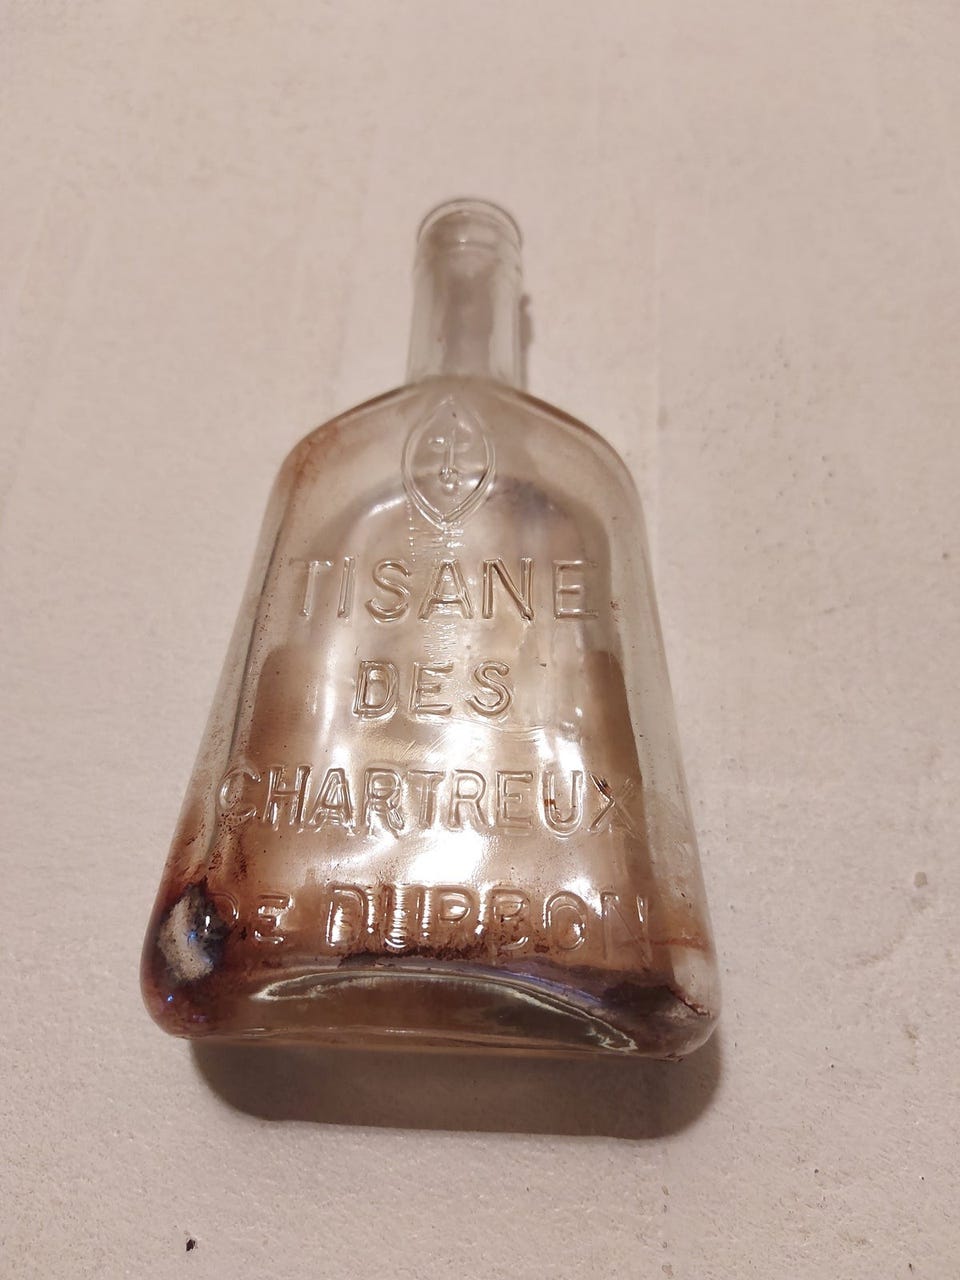 TISANE
DES
CHARTREUX
DE DURBON